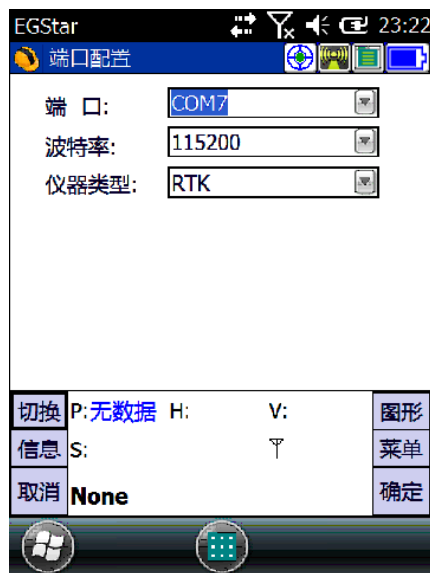 EGStar 23:22
端口配置
端 口: COM7
波特率: 115200
仪器类型: RTK
切换 P:无数据 H: V: 图形
信息 S: 菜单
取消 None 确定